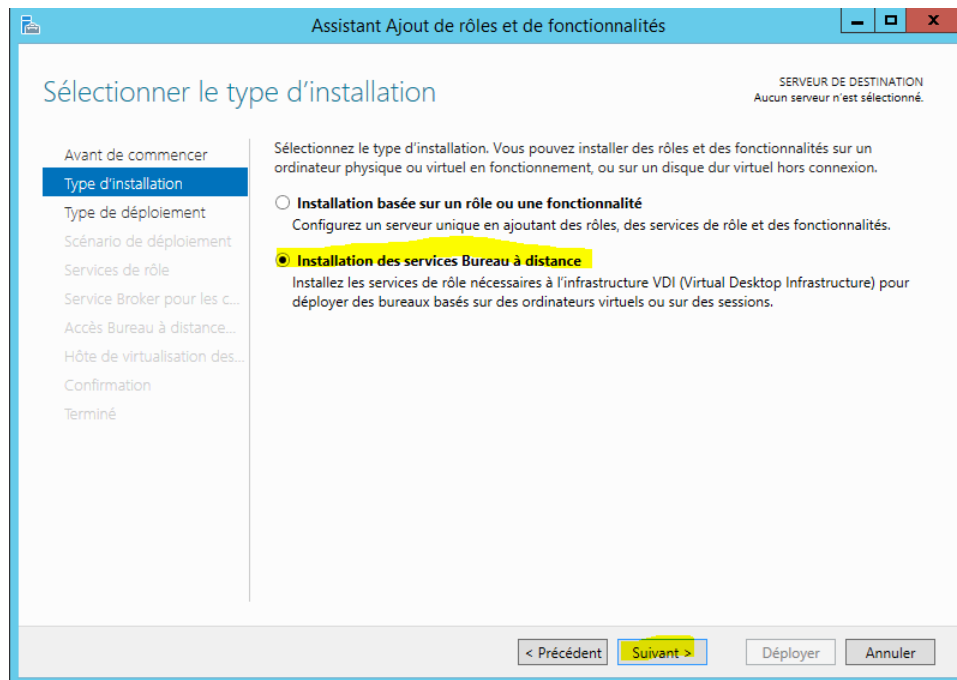 Assistant Ajout de rôles et de fonctionnalités
Sélectionner le type d'installation
SERVEUR DE DESTINATION
Aucun serveur n'est sélectionné.
Avant de commencer
Type d'installation
Type de déploiement
Scénario de déploiement
Services de rôle
Service Broker pour les c...
Accès Bureau à distance...
Hôte de virtualisation des...
Confirmation
Terminé
Sélectionnez le type d'installation. Vous pouvez installer des rôles et des fonctionnalités sur un
ordinateur physique ou virtuel en fonctionnement, ou sur un disque dur virtuel hors connexion.
Installation basée sur un rôle ou une fonctionnalité
Configurez un serveur unique en ajoutant des rôles, des services de rôle et des fonctionnalités.
Installation des services Bureau à distance
Installez les services de rôle nécessaires à l'infrastructure VDI (Virtual Desktop Infrastructure) pour
déployer des bureaux basés sur des ordinateurs virtuels ou sur des sessions.
< Précédent
Suivant >
Déployer
Annuler